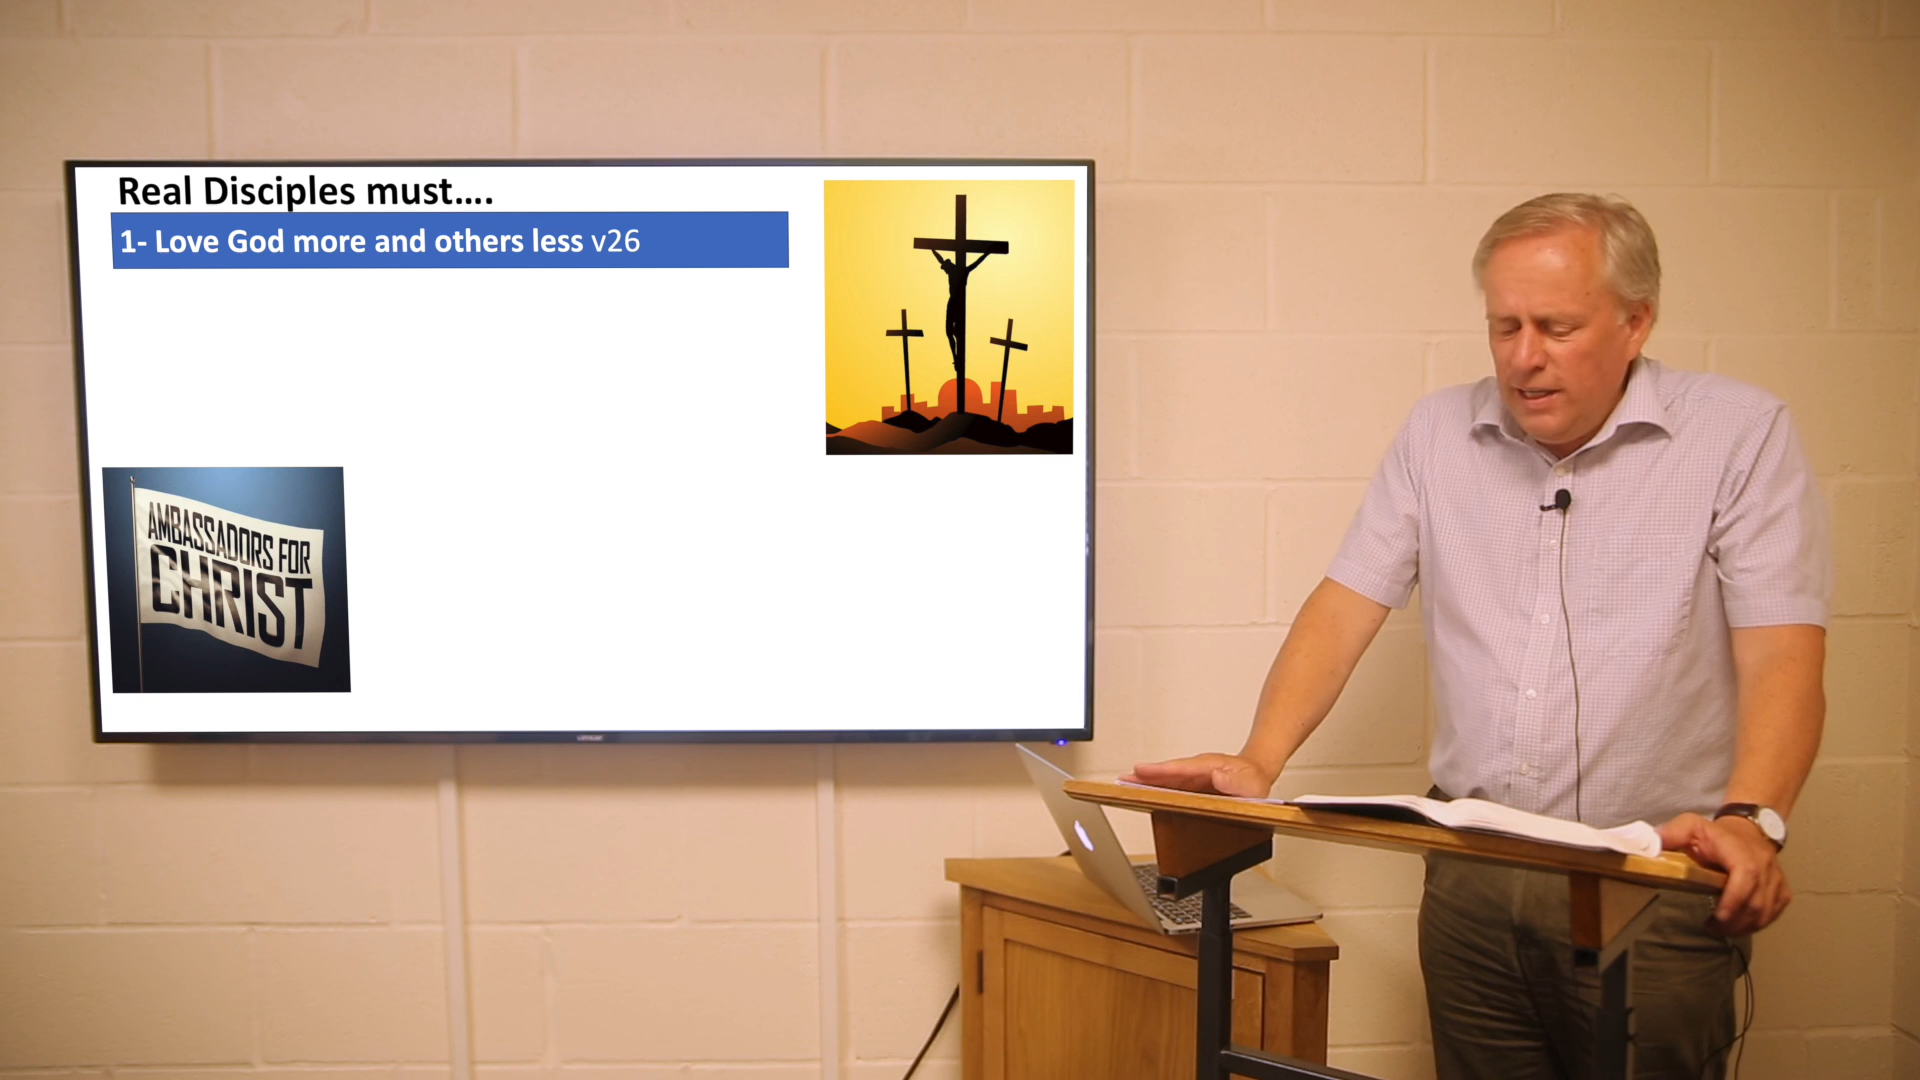 Real Disciples must....
1- Love God more and others less v26
AMBASSADORS FOR
CHRIST